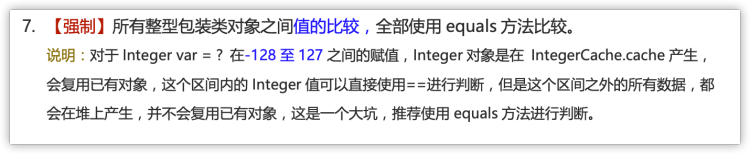 7. 【强制】所有整型包装类对象之间值的比较，全部使用 equals 方法比较。
说明：对于 Integer var = ? 在-128 至 127 之间的赋值，Integer 对象是在 IntegerCache.cache 产生，
会复用已有对象，这个区间内的 Integer 值可以直接使用==进行判断，但是这个区间之外的所有数据，都
会在堆上产生，并不会复用已有对象，这是一个大坑，推荐使用 equals 方法进行判断。